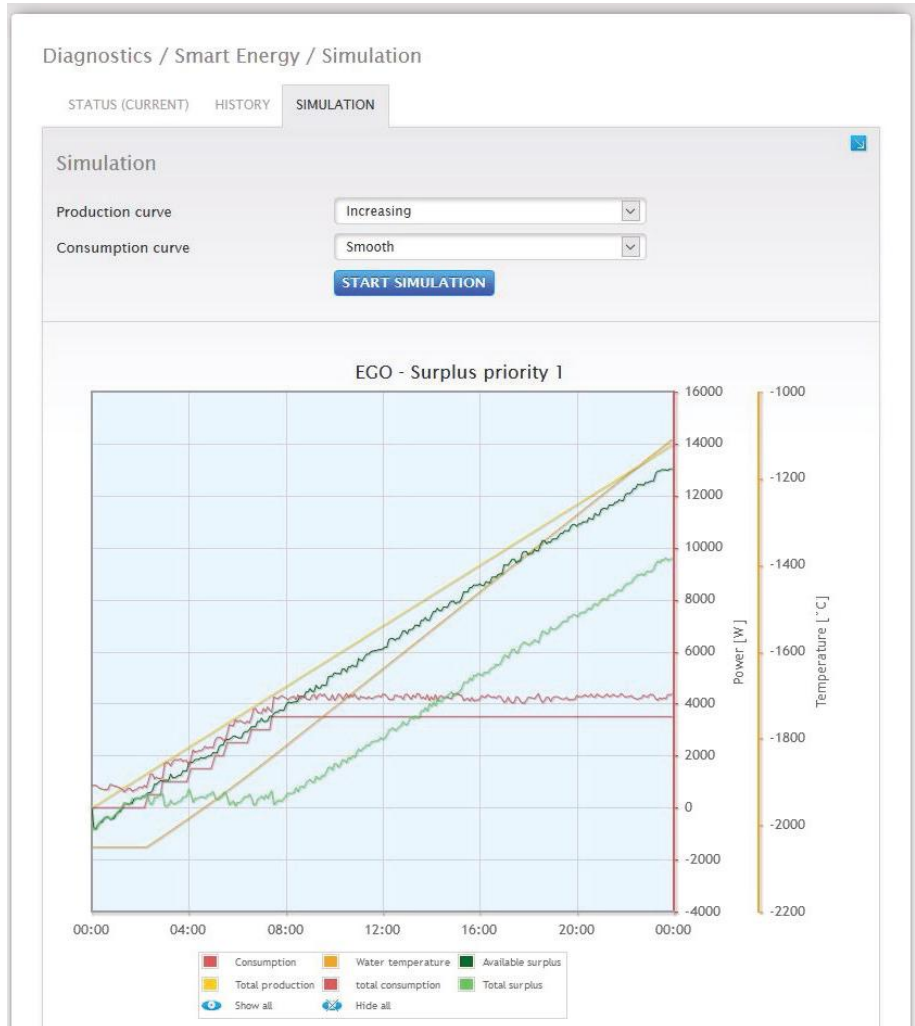 Diagnostics / Smart Energy / Simulation
STATUS (CURRENT) HISTORY SIMULATION
Simulation
Production curve Increasing
Consumption curve Smooth
START SIMULATION
EGO - Surplus priority 1
16000 -1000
14000
-1200
12000
10000
-1400
8000
6000 -1600
4000
-1800
2000
0
-2000
-2000
-4000 -2200
Power [W]
Temperature [˚C]
00:00 04:00 08:00 12:00 16:00 20:00 00:00
Consumption Water temperature Available surplus
Total production total consumption Total surplus
Show all Hide all